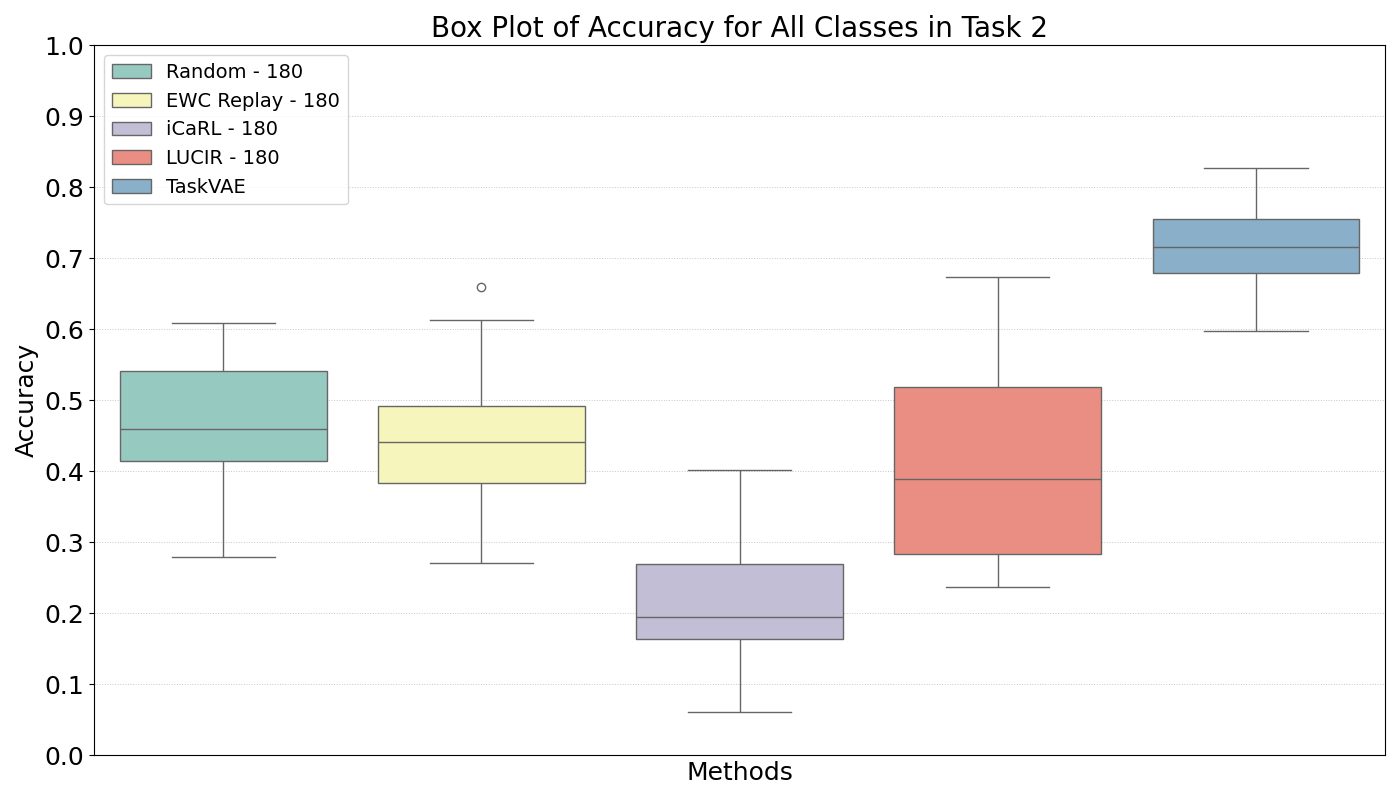 Box Plot of Accuracy for All Classes in Task 2
1.0
0.9
0.8
0.7
0.6
0.5
0.4
0.3
0.2
0.1
0.0
Accuracy
Random - 180
EWC Replay - 180
iCaRL - 180
LUCIR - 180
TaskVAE
Methods